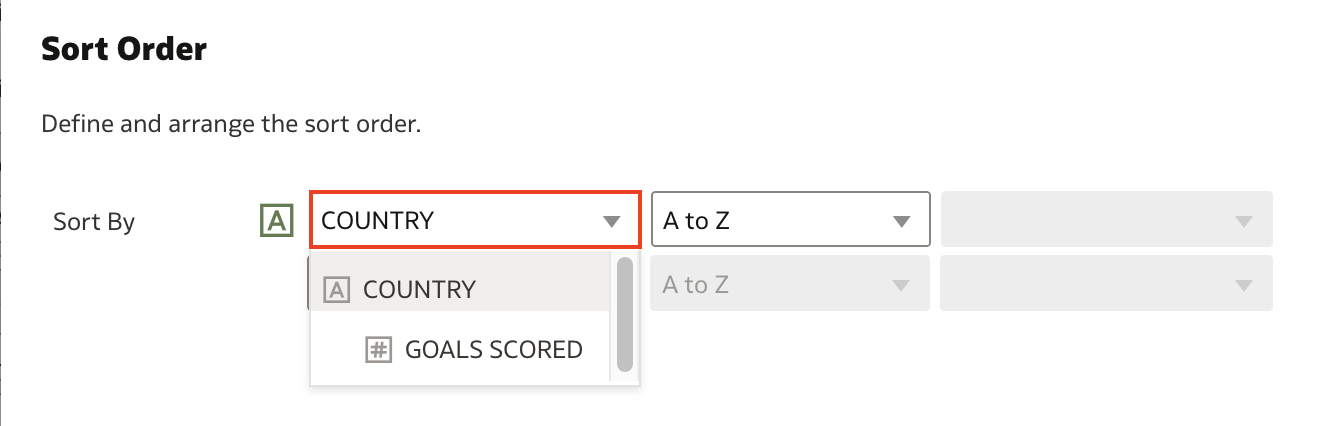 Sort Order
Define and arrange the sort order.
Sort By A COUNTRY A to Z
A COUNTRY A to Z
# GOALS SCORED